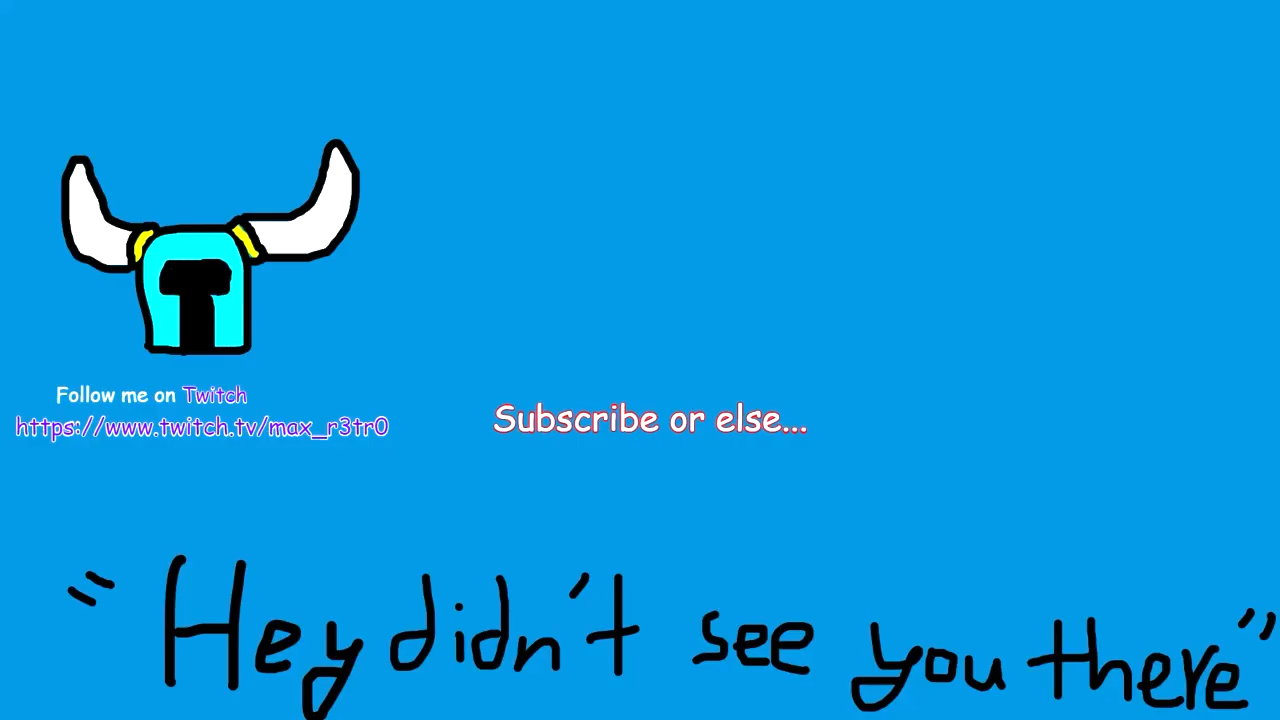 Follow me on Twitch
https://www.twitch.tv/max_r3tr0
Subscribe or else...
"Hey didn't see you there"